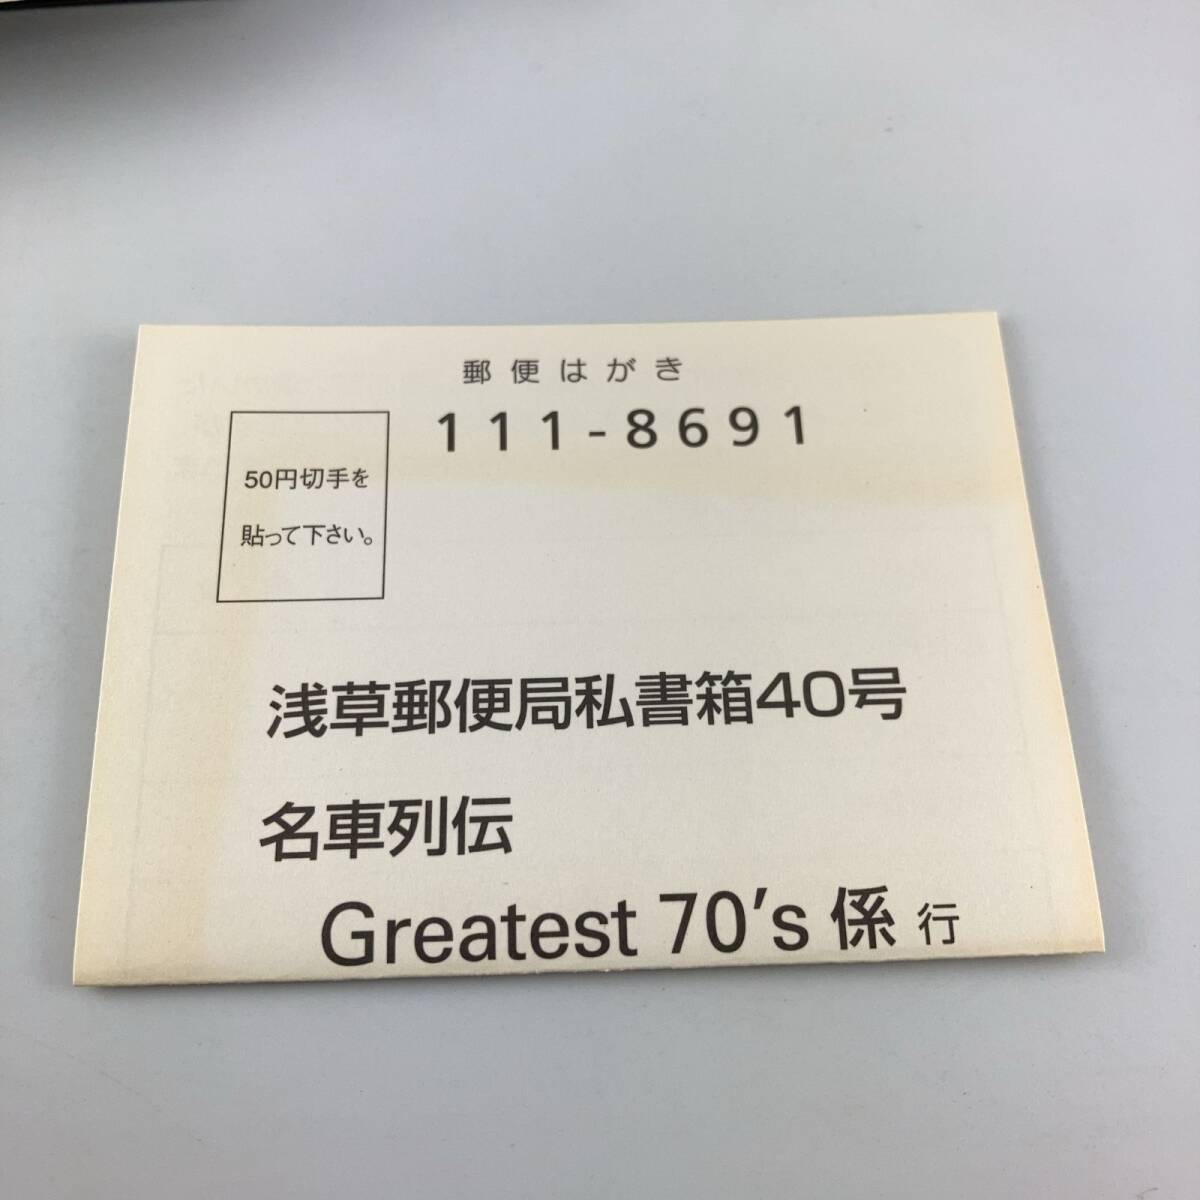 郵便はがき
111-8691
50円切手を
貼って下さい。
浅草郵便局私書箱40号
名車列伝
Greatest 70's 係 行